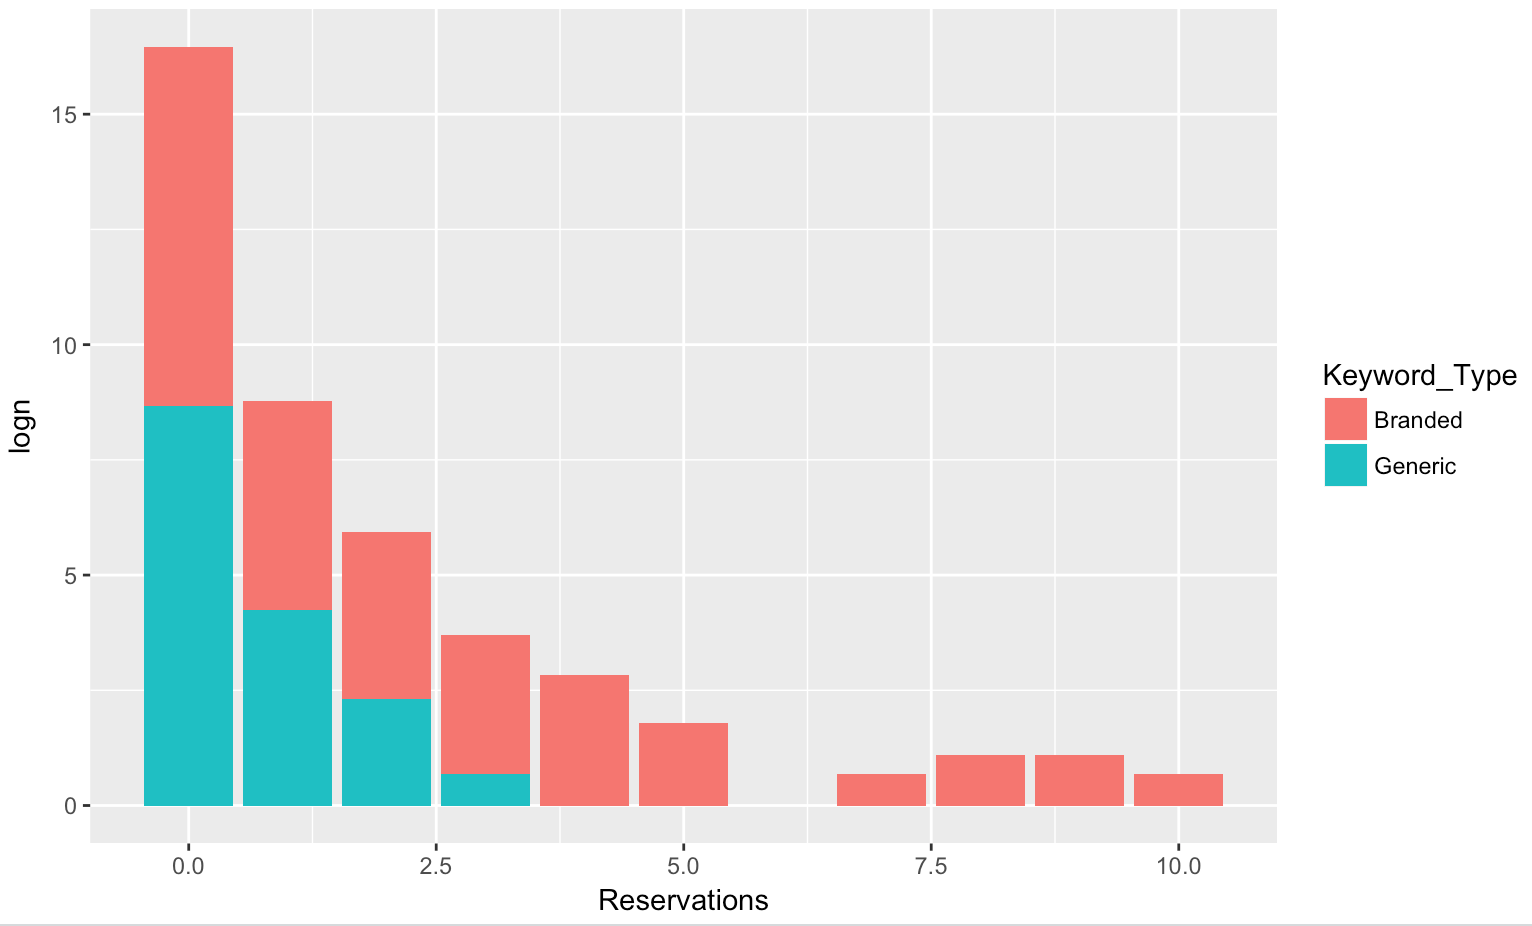 15
10
5
0
logn
0.0 2.5 5.0 7.5 10.0
Reservations
Keyword_Type
Branded
Generic